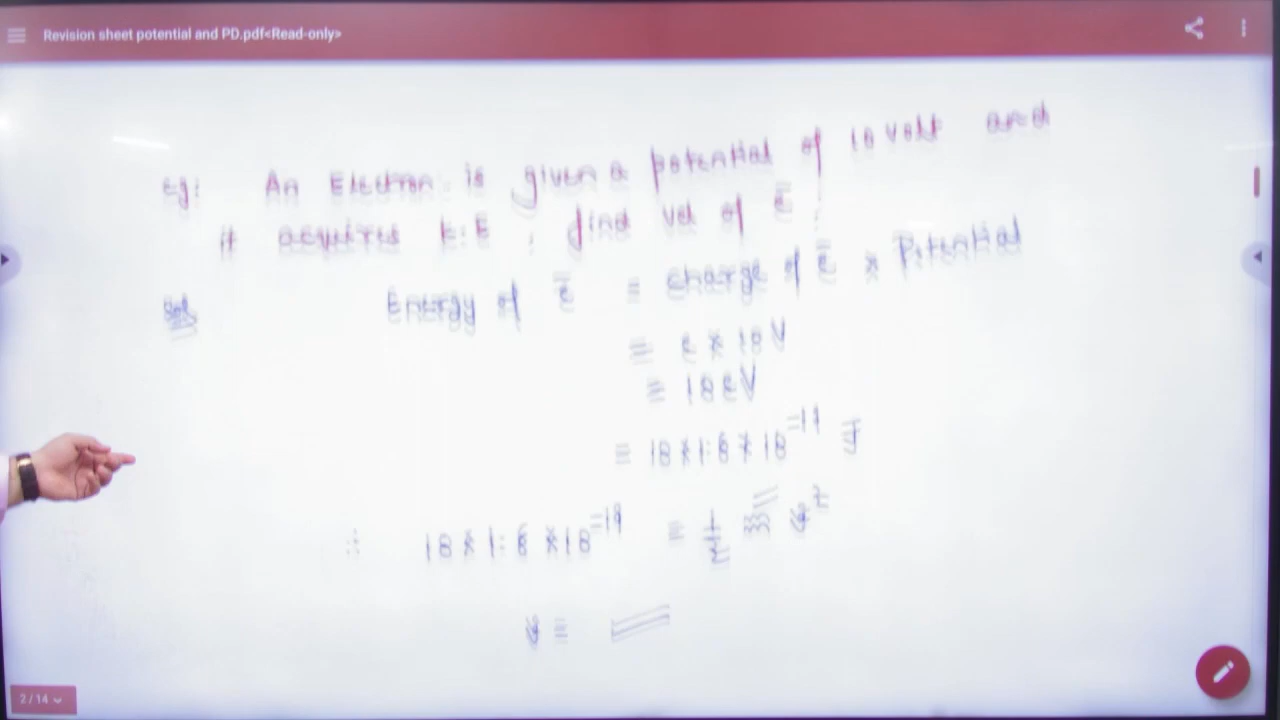 Revision sheet potential and PD.pdf<Read-only>
eg: An Electron is given a potential of 10 volt and
it acquires K.E, find vel of e⁻.
Sol Energy of e⁻ = charge of e⁻ × Potential
= e × 10 V
= 10 eV
= 10 × 1.6 × 10⁻¹⁹ J
∴ 10 × 1.6 × 10⁻¹⁹ = 1/2 m v²
v =
2 / 14